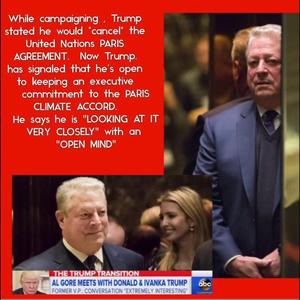 While campaigning , Trump
stated he would "cancel" the
United Nations PARIS
AGREEMENT. Now Trump,
has signaled that he's open
to keeping an executive
commitment to the PARIS
CLIMATE ACCORD.
He says he is "LOOKING AT IT
VERY CLOSELY" with an
"OPEN MIND"
THE TRUMP TRANSITION
AL GORE MEETS WITH DONALD & IVANKA TRUMP
FORMER V.P.: CONVERSATION "EXTREMELY INTERESTING"
abc